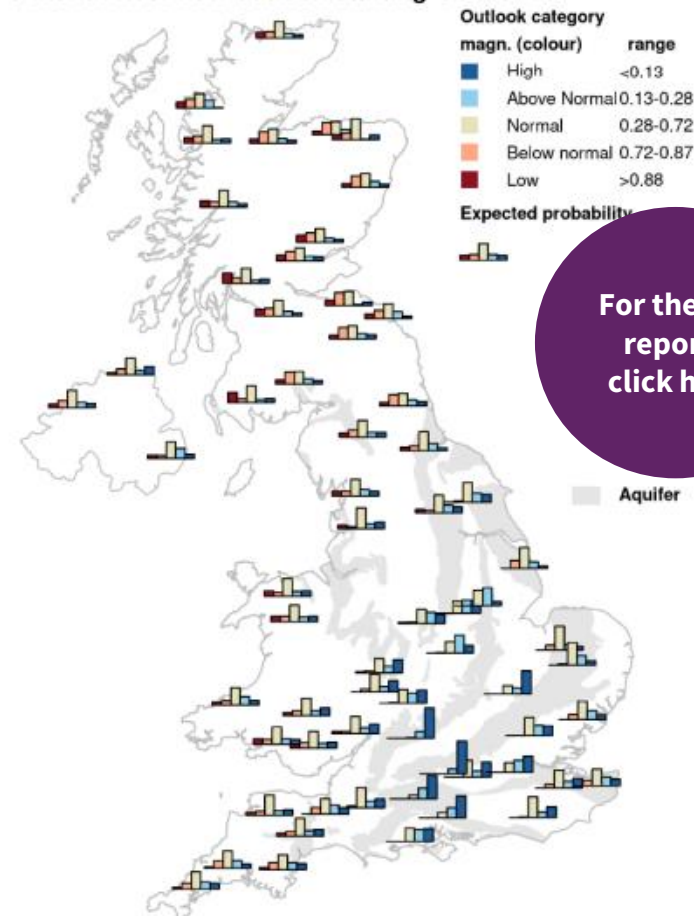 Outlook category
magn. (colour) range
High <0.13
Above Normal 0.13-0.28
Normal 0.28-0.72
Below normal 0.72-0.87
Low >0.88
Expected probability
For the
repor
click h
Aquifer